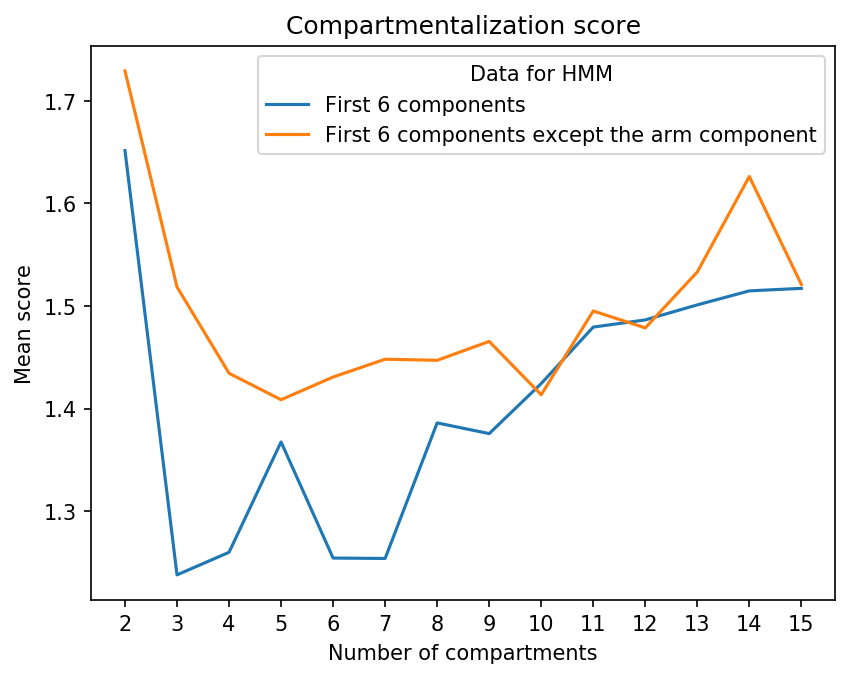 Compartmentalization score
Data for HMM
First 6 components
First 6 components except the arm component
Mean score
1.7
1.6
1.5
1.4
1.3
2 3 4 5 6 7 8 9 10 11 12 13 14 15
Number of compartments